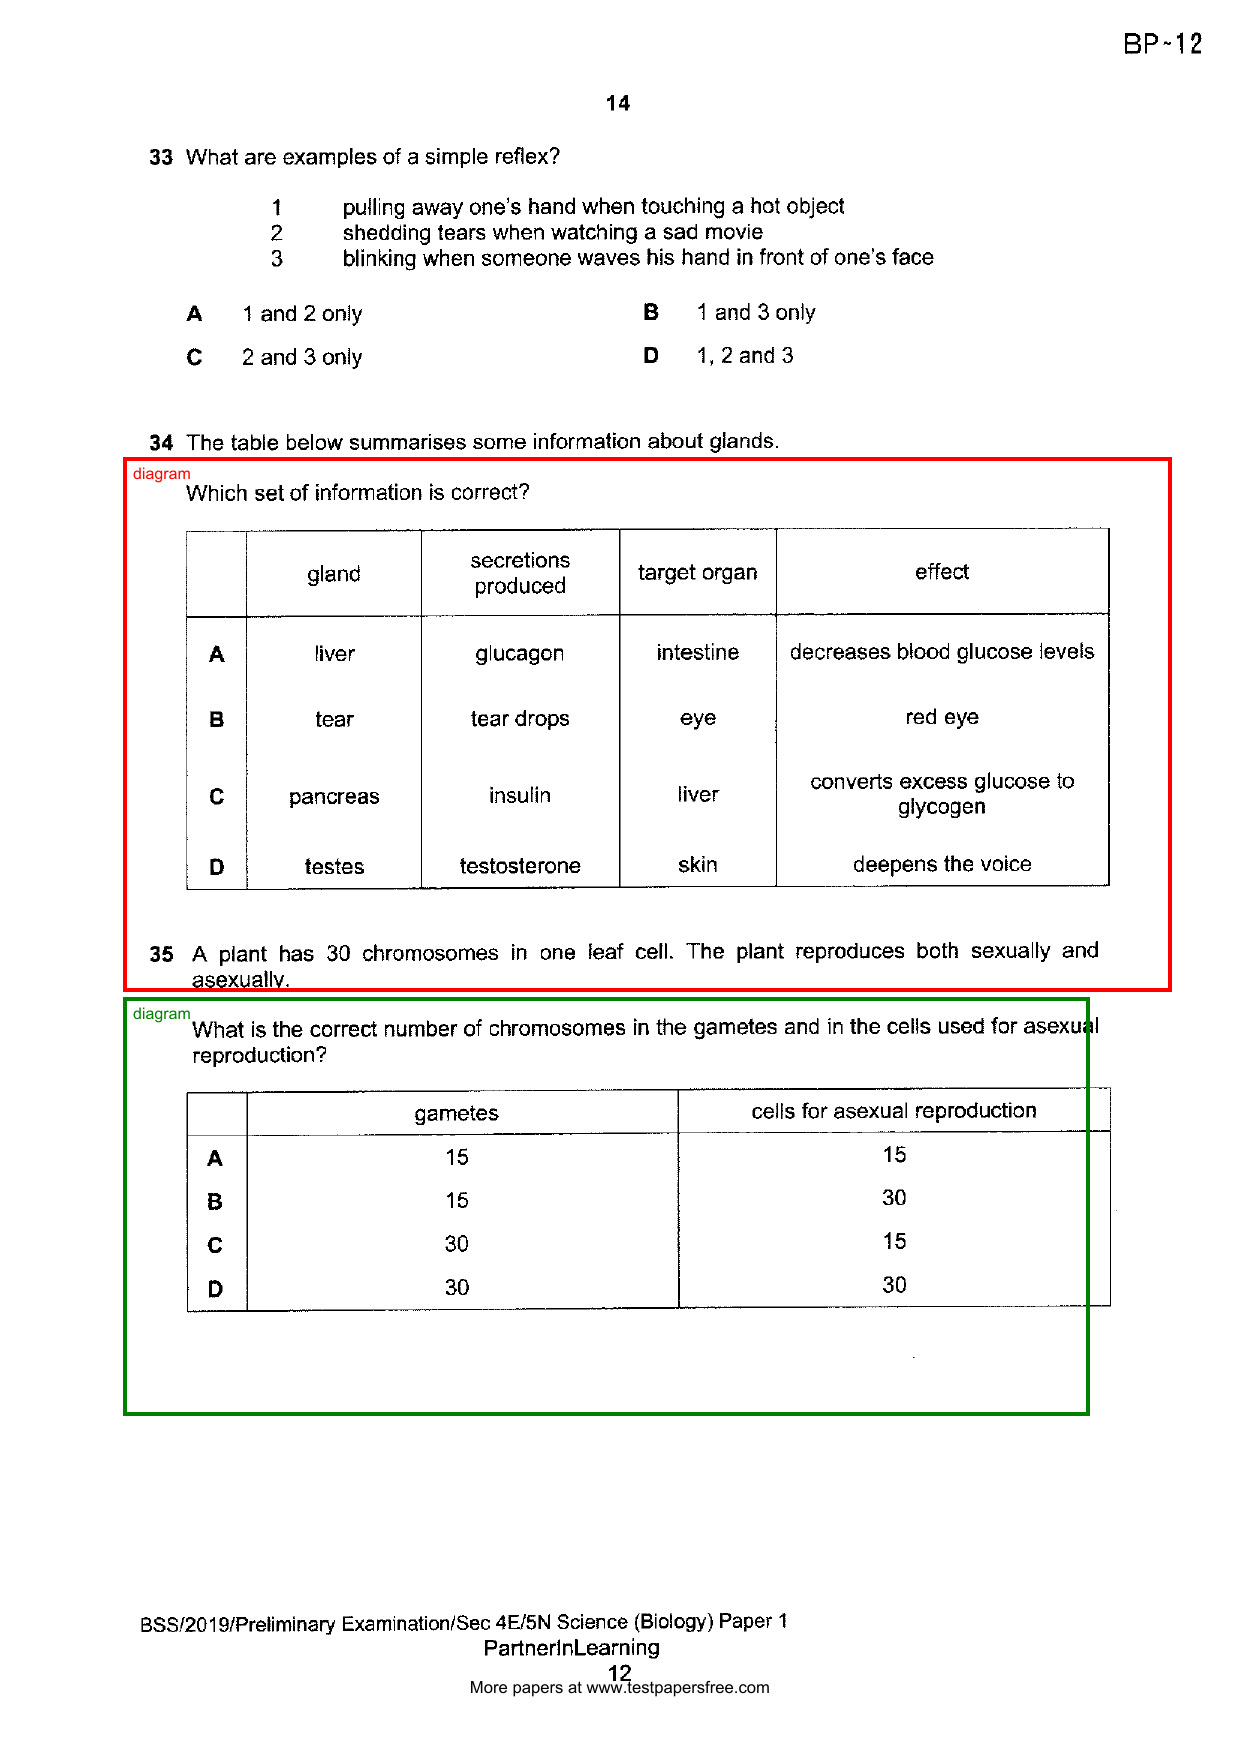 BP-12
14
33 What are examples of a simple reflex?
1 pulling away one's hand when touching a hot object
2 shedding tears when watching a sad movie
3 blinking when someone waves his hand in front of one's face
A 1 and 2 only B 1 and 3 only
C 2 and 3 only D 1, 2 and 3
34 The table below summarises some information about glands.
diagram
Which set of information is correct?
gland secretions produced target organ effect
A liver glucagon intestine decreases blood glucose levels
B tear tear drops eye red eye
C pancreas insulin liver converts excess glucose to glycogen
D testes testosterone skin deepens the voice
35 A plant has 30 chromosomes in one leaf cell. The plant reproduces both sexually and
asexually.
diagram
What is the correct number of chromosomes in the gametes and in the cells used for asexual
reproduction?
gametes cells for asexual reproduction
A 15 15
B 15 30
C 30 15
D 30 30
BSS/2019/Preliminary Examination/Sec 4E/5N Science (Biology) Paper 1
PartnerInLearning
12
More papers at www.testpapersfree.com